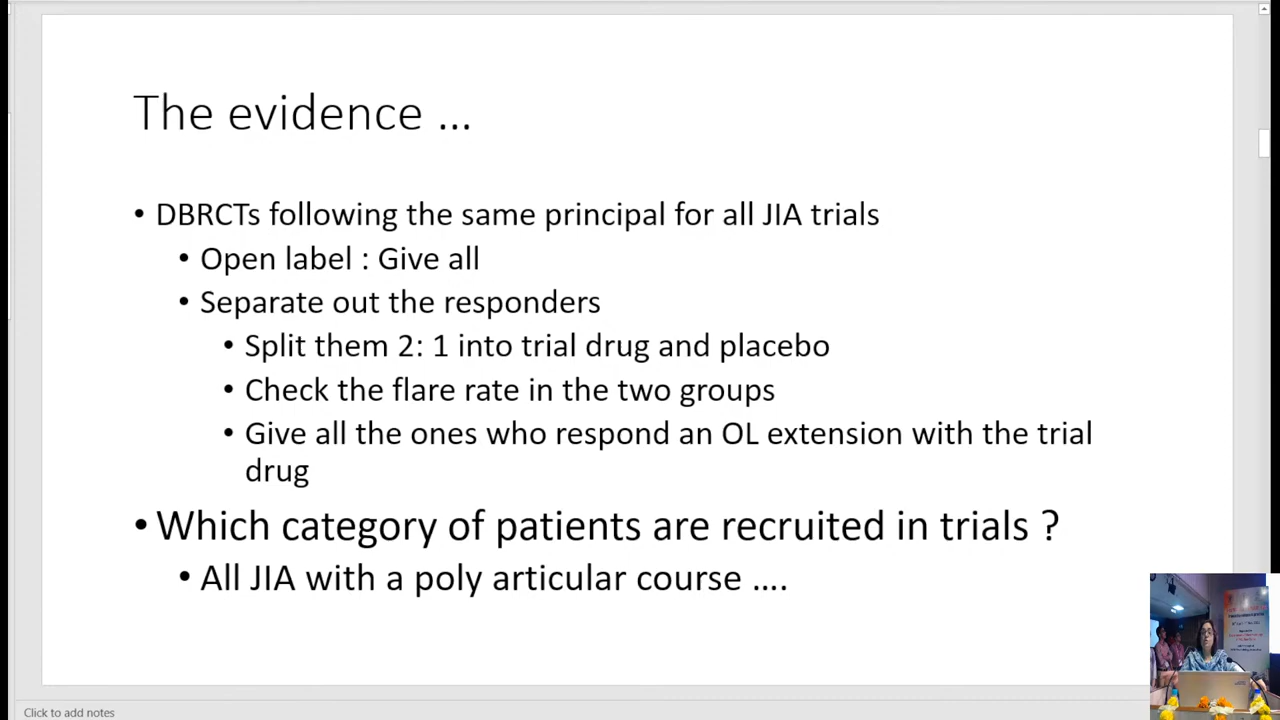 The evidence ...
• DBRCTs following the same principal for all JIA trials
• Open label : Give all
• Separate out the responders
• Split them 2: 1 into trial drug and placebo
• Check the flare rate in the two groups
• Give all the ones who respond an OL extension with the trial
drug
• Which category of patients are recruited in trials ?
• All JIA with a poly articular course ....
Click to add notes